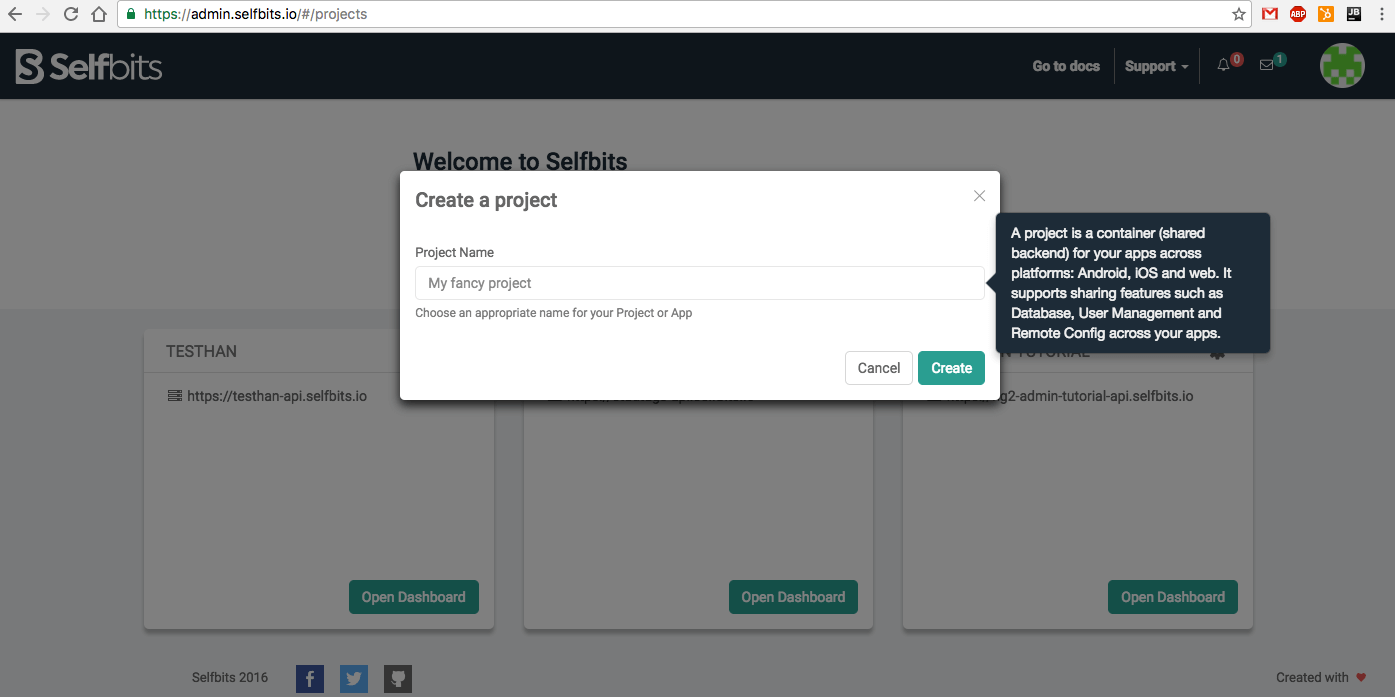 https://admin.selfbits.io/#/projects
ABP
JB
Selfbits
Go to docs
Support
0
1
Welcome to Selfbits
Create a project
Project Name
My fancy project
Choose an appropriate name for your Project or App
Cancel
Create
A project is a container (shared
backend) for your apps across
platforms: Android, iOS and web. It
supports sharing features such as
Database, User Management and
Remote Config across your apps.
TESTHAN
TUTORIAL
https://testhan-api.selfbits.io
g2-admin-tutorial-api.selfbits.io
Open Dashboard
Open Dashboard
Open Dashboard
Selfbits 2016
Created with